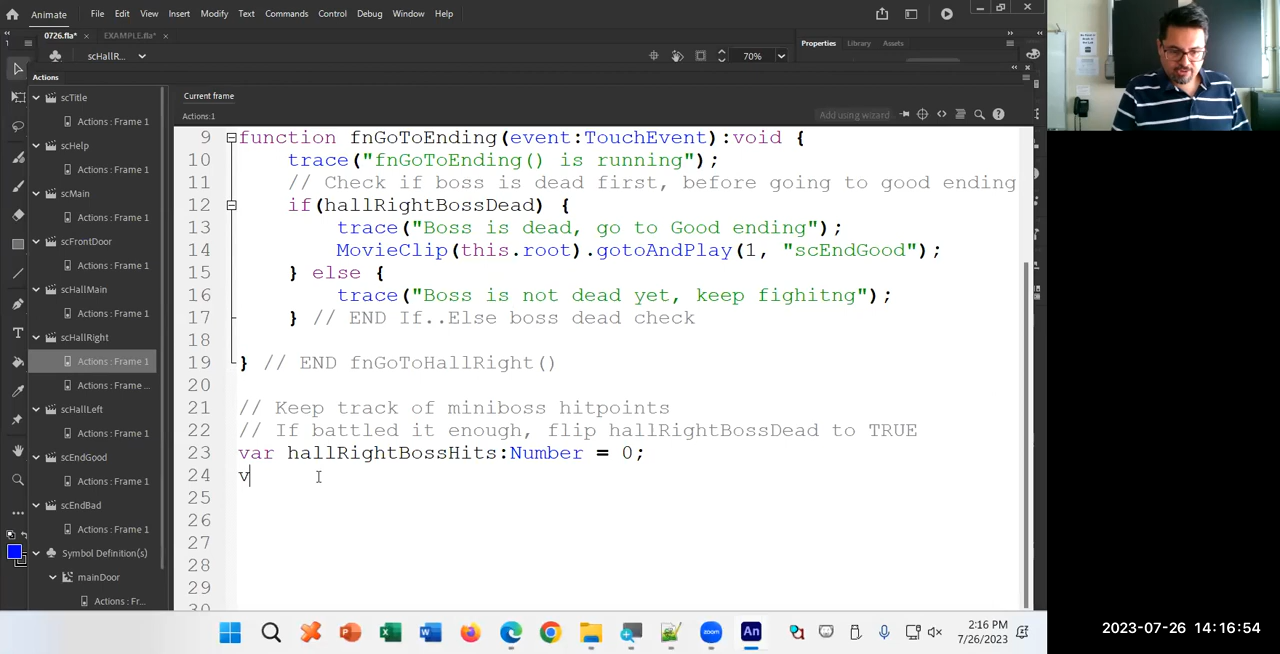 Animate File Edit View Insert Modify Text Commands Control Debug Window Help
0726.fla* × EXAMPLE.fla* ×
Properties Library Assets
scHallR... 70%
Actions
Current frame
Actions:1
Add using wizard
scTitle
Actions : Frame 1
scHelp
Actions : Frame 1
scMain
Actions : Frame 1
scFrontDoor
Actions : Frame 1
scHallMain
Actions : Frame 1
scHallRight
Actions : Frame 1
Actions : Frame ...
scHallLeft
Actions : Frame 1
scEndGood
Actions : Frame 1
scEndBad
Actions : Frame 1
Symbol Definition(s)
mainDoor
Actions : Fr...
9 function fnGoToEnding(event:TouchEvent):void {
10 trace("fnGoToEnding() is running");
11 // Check if boss is dead first, before going to good ending
12 if(hallRightBossDead) {
13 trace("Boss is dead, go to Good ending");
14 MovieClip(this.root).gotoAndPlay(1, "scEndGood");
15 } else {
16 trace("Boss is not dead yet, keep fighitng");
17 } // END If..Else boss dead check
18
19 } // END fnGoToHallRight()
20
21 // Keep track of miniboss hitpoints
22 // If battled it enough, flip hallRightBossDead to TRUE
23 var hallRightBossHits:Number = 0;
24 v
25
26
27
28
29
30
2:16 PM
7/26/2023
2023-07-26 14:16:54